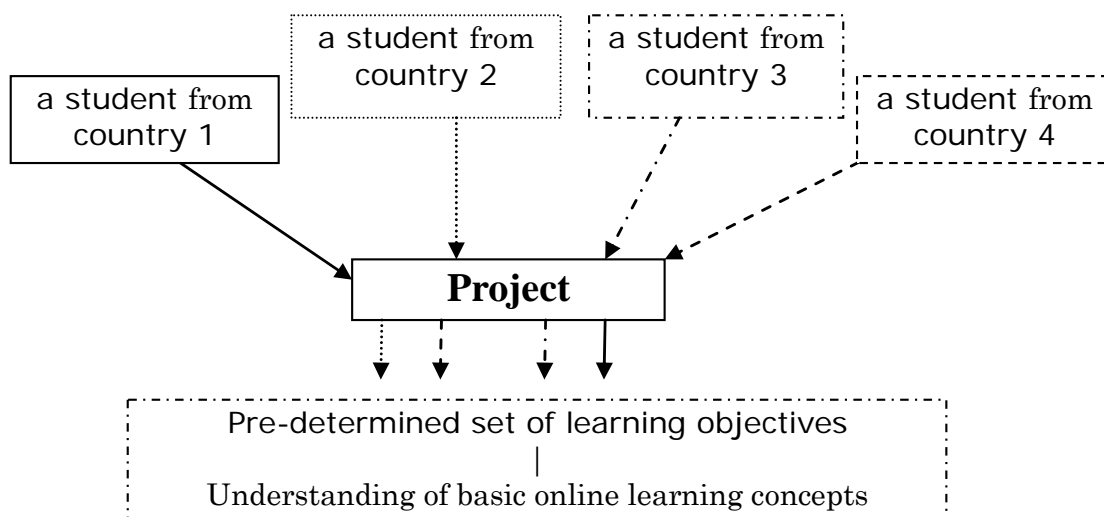 a student from
country 1
a student from
country 2
a student from
country 3
a student from
country 4
Project
Pre-determined set of learning objectives
|
Understanding of basic online learning concepts